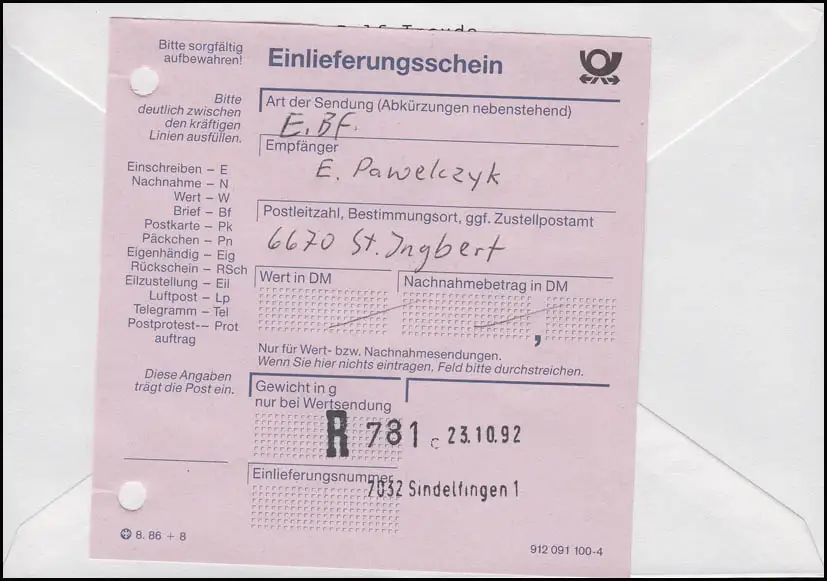 Bitte sorgfältig
aufbewahren!
Einlieferungsschein
Bitte
deutlich zwischen
den kräftigen
Linien ausfüllen.
Art der Sendung (Abkürzungen nebenstehend)
E. Bf.
Empfänger
E. Pawelczyk
Einschreiben – E
Nachnahme – N
Wert – W
Brief – Bf
Postkarte – Pk
Päckchen – Pn
Eigenhändig – Eig
Rückschein – RSch
Eilzustellung – Eil
Luftpost – Lp
Telegramm – Tel
Postprotest-– Prot
auftrag
Postleitzahl, Bestimmungsort, ggf. Zustellpostamt
6670 St. Ingbert
Wert in DM
Nachnahmebetrag in DM
,
Nur für Wert- bzw. Nachnahmesendungen.
Wenn Sie hier nichts eintragen, Feld bitte durchstreichen.
Diese Angaben
trägt die Post ein.
Gewicht in g
nur bei Wertsendung
R 781 c 23.10.92
Einlieferungsnummer
7032 Sindelfingen 1
8. 86 + 8
912 091 100-4